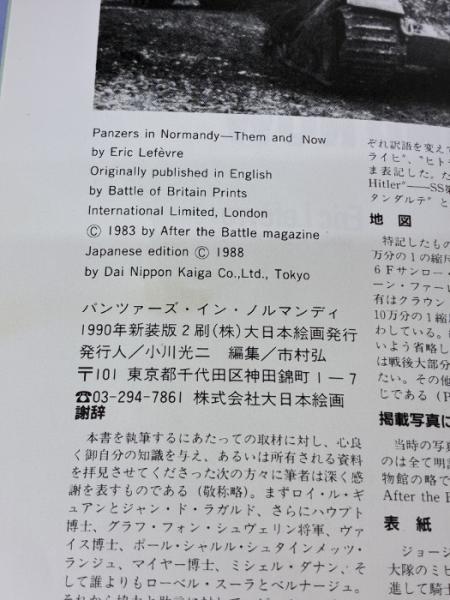 Panzers in Normandy—Them and Now
by Eric Lefèvre
Originally published in English
by Battle of Britain Prints
International Limited, London
Ⓒ 1983 by After the Battle magazine
Japanese edition Ⓒ 1988
by Dai Nippon Kaiga Co.,Ltd., Tokyo
パンツァーズ・イン・ノルマンディ
1990年新装版2刷(株)大日本絵画発行
発行人/小川光二 編集/市村弘
〒101 東京都千代田区神田錦町1−7
☎03-294-7861 株式会社大日本絵画
謝辞
本書を執筆するにあたっての取材に対し、心良
く御自分の知識を与え、あるいは所有される資料
を拝見させてくださった次の方々に筆者は深く感
謝を表すものである(敬称略)。まずロイ・ル・ギ
ュアンとジャン・ド・ラガルド、さらにハウプト
博士、グラフ・フォン・シュヴェリン将軍、ヴァ
イス博士、ポール・シャルル・シュタインメッツ・
ランジュ、マイヤー博士、ミシェル・ダナン、そ
して誰よりもローベル・スーラとベルナージュ。
ぞれ訳語を変えて
ライヒ"、"ヒトラ
ま表記した。た
Hitler"——SS第
タンダルテ"と
地 図
特記したもの
万分の1の縮尺
6 Fサンロー・
ーン・ファーレ
有はクラウン
10万分の1縮
わしている。
いよう省略し
は戦後大部分
たい。その他
じである (P
掲載写真に
当時の写真
のは全て明記
物館の略で
After the B
表 紙
ジョーシ
大隊のミヒ
進して騎士